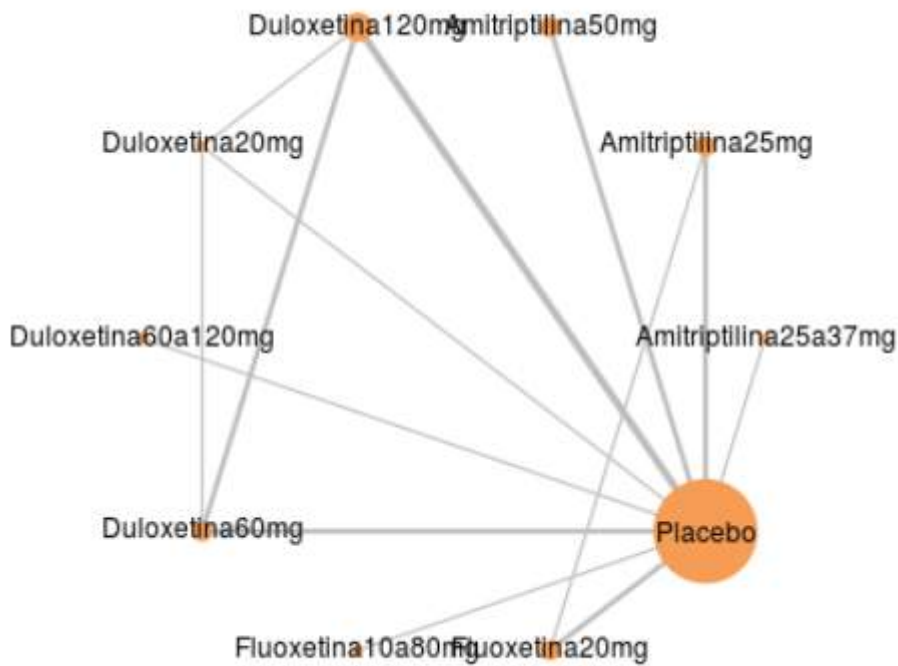 Duloxetina120mg
Amitriptilina50mg
Duloxetina20mg
Amitriptilina25mg
Duloxetina60a120mg
Amitriptilina25a37mg
Duloxetina60mg
Placebo
Fluoxetina10a80mg
Fluoxetina20mg